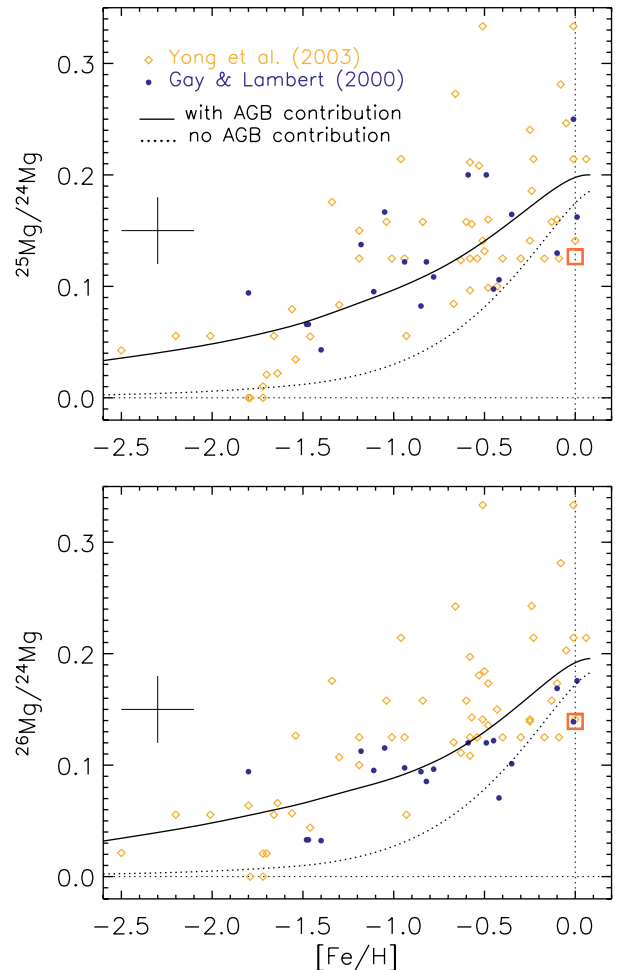 Yong et al. (2003)
Gay & Lambert (2000)
with AGB contribution
no AGB contribution
²⁵Mg/²⁴Mg
0.3
0.2
0.1
0.0
−2.5 −2.0 −1.5 −1.0 −0.5 0.0
²⁶Mg/²⁴Mg
0.3
0.2
0.1
0.0
−2.5 −2.0 −1.5 −1.0 −0.5 0.0
[Fe/H]